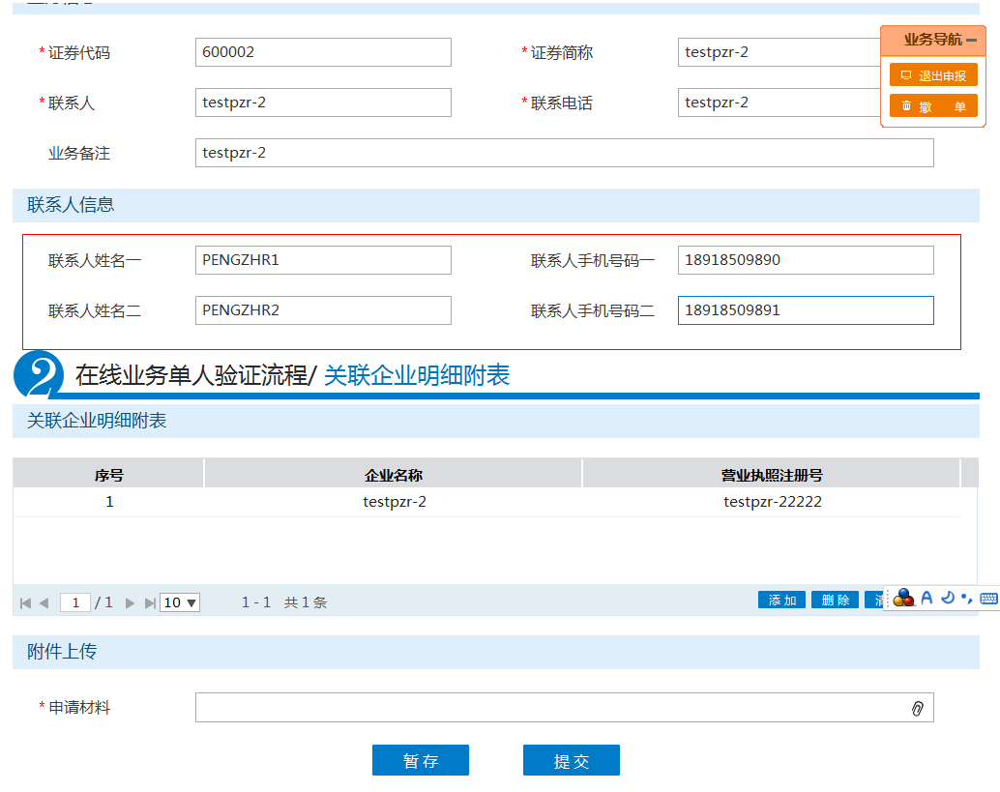 *证券代码 600002 *证券简称 testpzr-2
业务导航
退出申报
*联系人 testpzr-2 *联系电话 testpzr-2
撤 单
业务备注 testpzr-2
联系人信息
联系人姓名一 PENGZHR1 联系人手机号码一 18918509890
联系人姓名二 PENGZHR2 联系人手机号码二 18918509891
2 在线业务单人验证流程/ 关联企业明细附表
关联企业明细附表
序号 企业名称 营业执照注册号
1 testpzr-2 testpzr-22222
1 / 1 10 ▼ 1 - 1 共 1 条 添 加 删 除 A
附件上传
*申请材料
暂 存 提 交